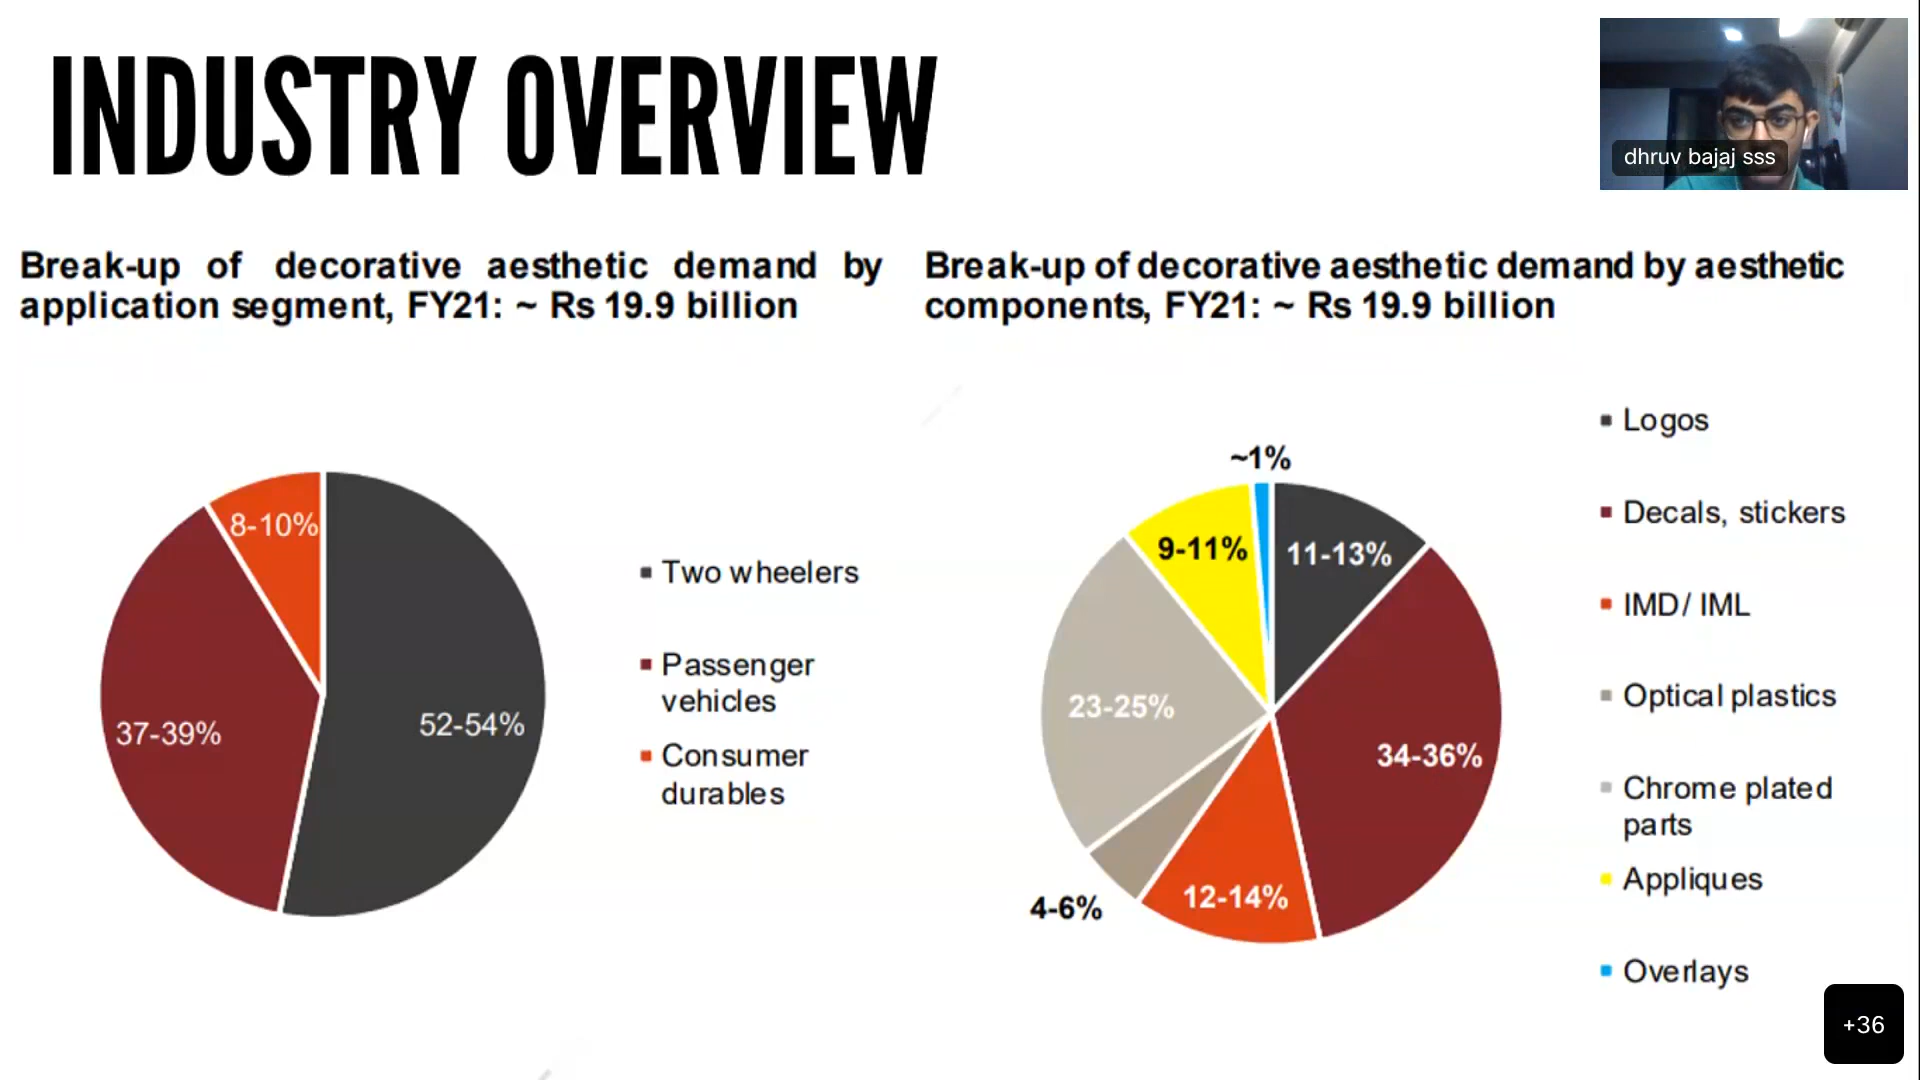 INDUSTRY OVERVIEW
dhruv bajaj sss
Break-up of decorative aesthetic demand by
application segment, FY21: ~ Rs 19.9 billion
8-10%
37-39%
52-54%
Two wheelers
Passenger
vehicles
Consumer
durables
Break-up of decorative aesthetic demand by aesthetic
components, FY21: ~ Rs 19.9 billion
~1%
9-11%
11-13%
23-25%
34-36%
12-14%
4-6%
Logos
Decals, stickers
IMD/ IML
Optical plastics
Chrome plated
parts
Appliques
Overlays
+36